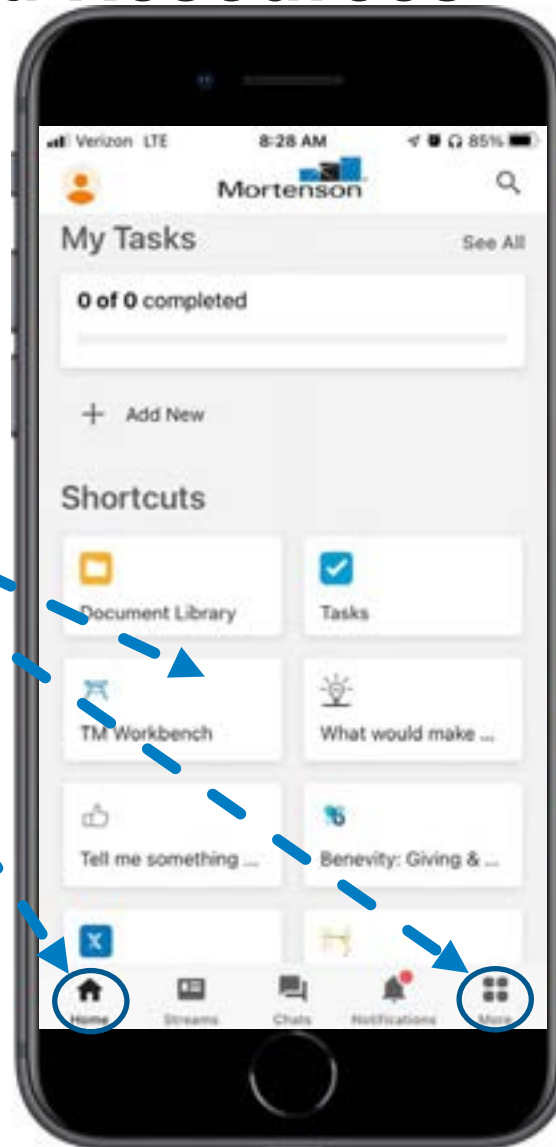 d Resources
Verizon LTE 8:28 AM 85%
Mortenson
My Tasks See All
0 of 0 completed
+ Add New
Shortcuts
Document Library Tasks
TM Workbench What would make ...
Tell me something ... Benevity: Giving & ...
X
Home Streams Chats Notifications More